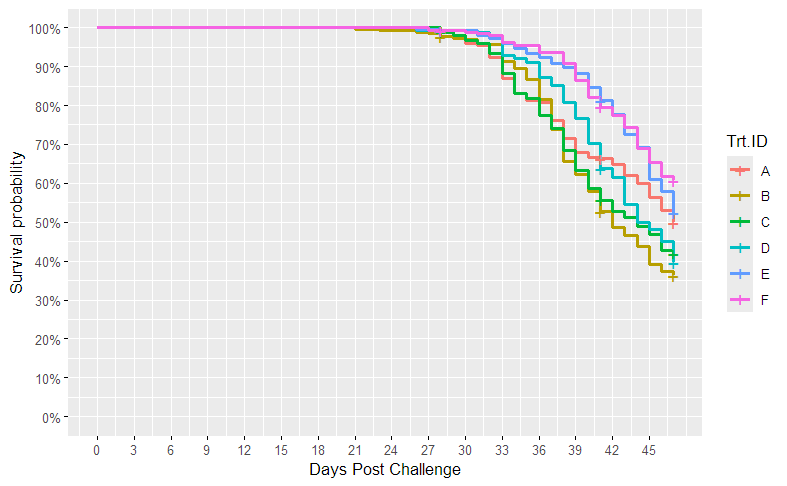 Survival probability
100%
90%
80%
70%
60%
50%
40%
30%
20%
10%
0%
0 3 6 9 12 15 18 21 24 27 30 33 36 39 42 45
Days Post Challenge
Trt.ID
A
B
C
D
E
F